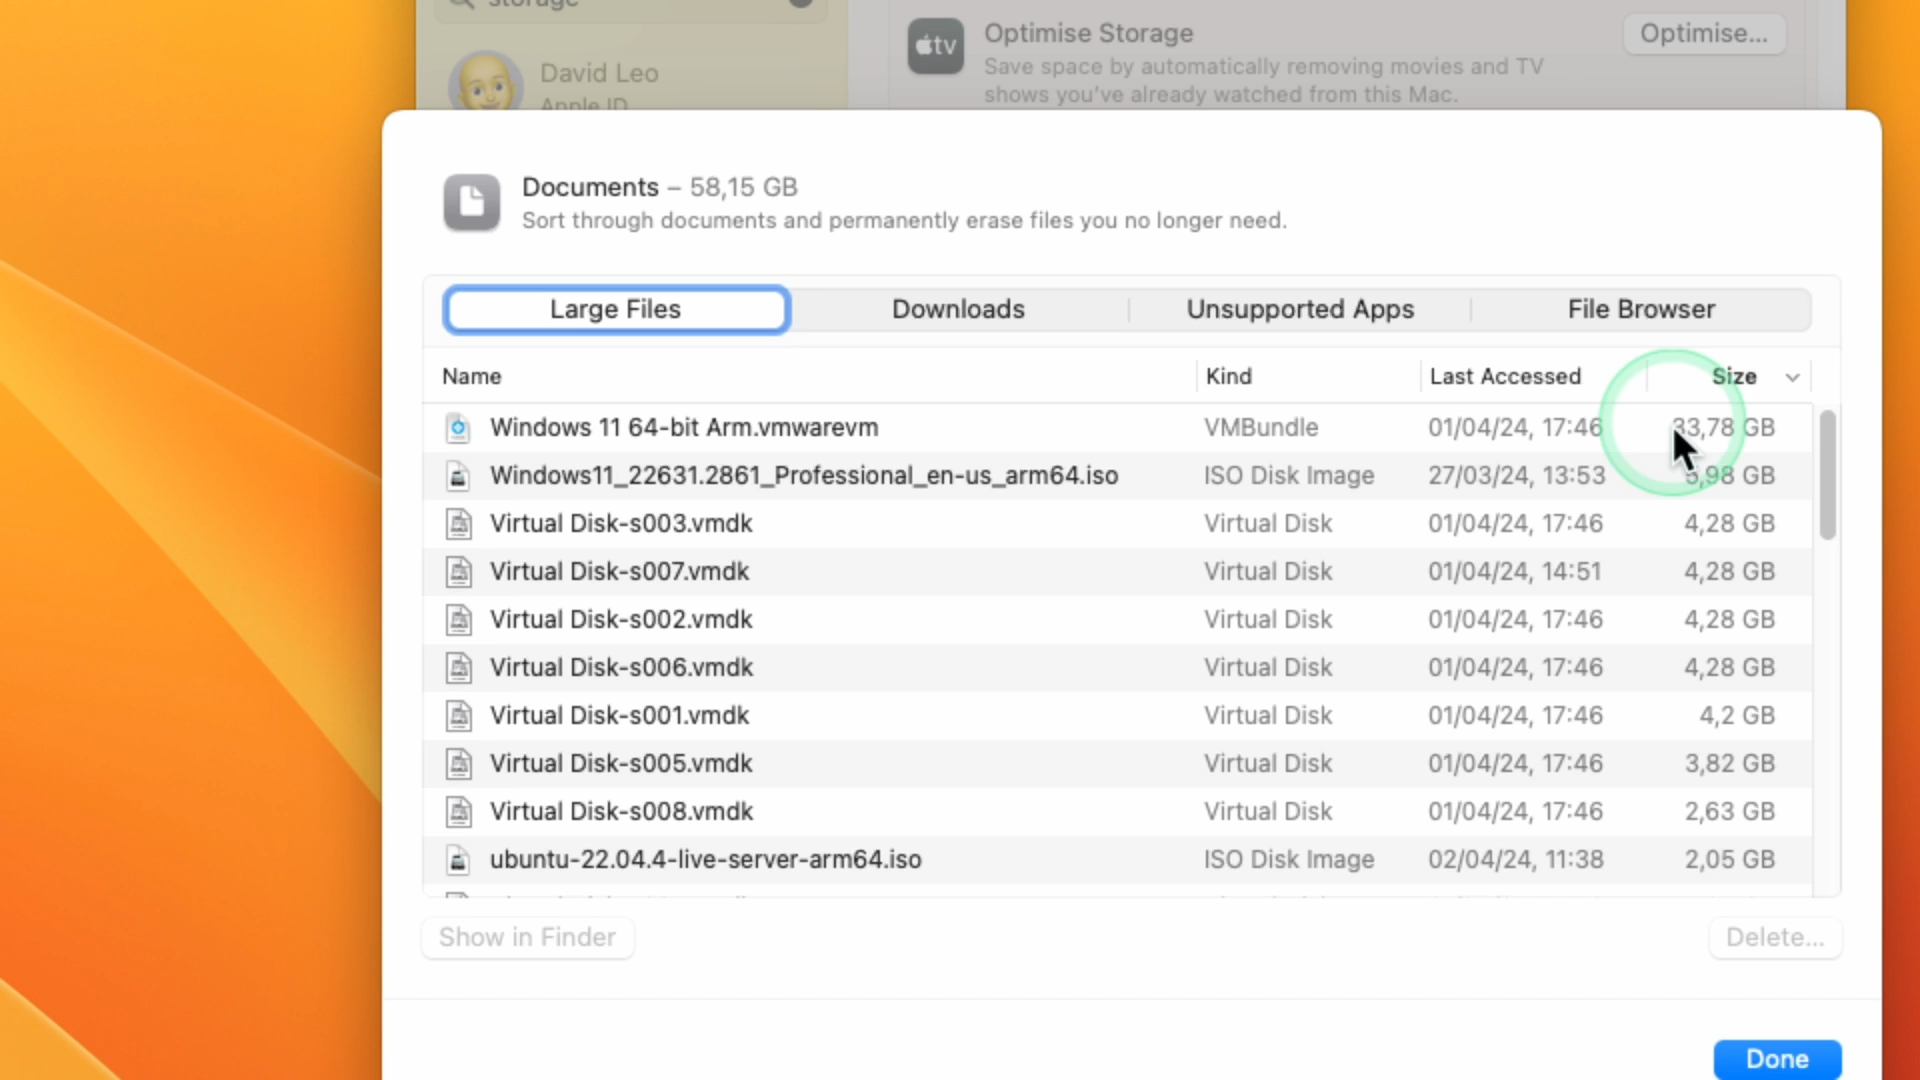 storage
tv
Optimise Storage
Optimise...
Save space by automatically removing movies and TV
shows you've already watched from this Mac.
David Leo
Apple ID
Documents – 58,15 GB
Sort through documents and permanently erase files you no longer need.
Large Files Downloads Unsupported Apps File Browser
Name Kind Last Accessed Size
Windows 11 64-bit Arm.vmwarevm VMBundle 01/04/24, 17:46 33,78 GB
Windows11_22631.2861_Professional_en-us_arm64.iso ISO Disk Image 27/03/24, 13:53 5,98 GB
Virtual Disk-s003.vmdk Virtual Disk 01/04/24, 17:46 4,28 GB
Virtual Disk-s007.vmdk Virtual Disk 01/04/24, 14:51 4,28 GB
Virtual Disk-s002.vmdk Virtual Disk 01/04/24, 17:46 4,28 GB
Virtual Disk-s006.vmdk Virtual Disk 01/04/24, 17:46 4,28 GB
Virtual Disk-s001.vmdk Virtual Disk 01/04/24, 17:46 4,2 GB
Virtual Disk-s005.vmdk Virtual Disk 01/04/24, 17:46 3,82 GB
Virtual Disk-s008.vmdk Virtual Disk 01/04/24, 17:46 2,63 GB
ubuntu-22.04.4-live-server-arm64.iso ISO Disk Image 02/04/24, 11:38 2,05 GB
Show in Finder
Delete...
Done